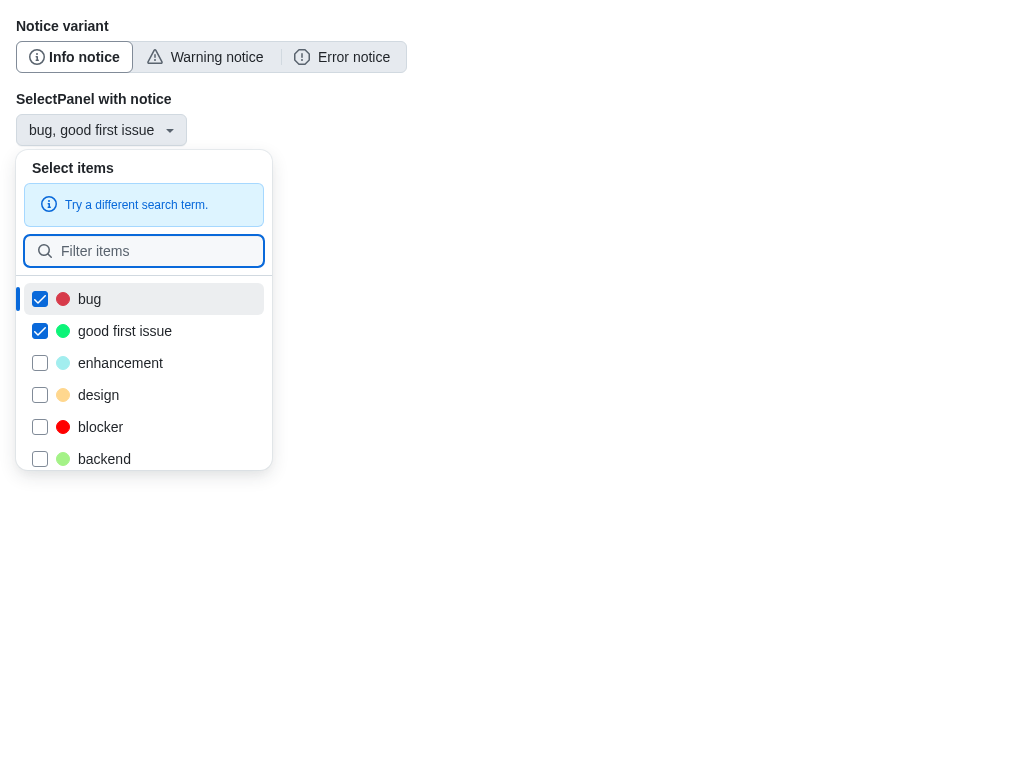 Notice variant
Info notice
Warning notice
Error notice
SelectPanel with notice
bug, good first issue
Select items
Try a different search term.
Filter items
bug
good first issue
enhancement
design
blocker
backend